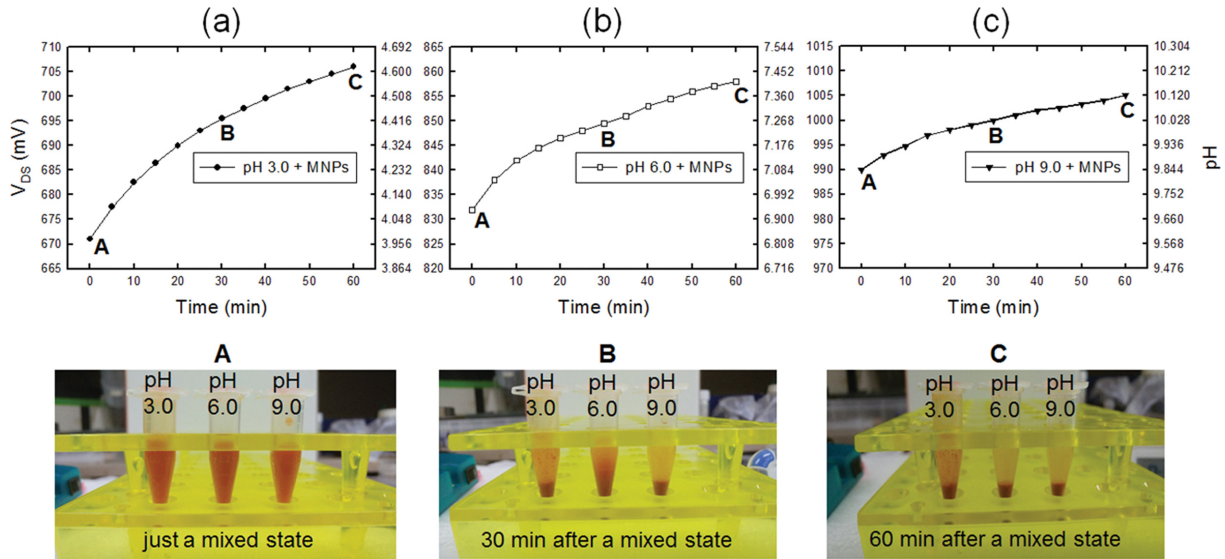 (a)
(b)
(c)
V_DS (mV)
710
705
700
695
690
685
680
675
670
665
4.692
4.600
4.508
4.416
4.324
4.232
4.140
4.048
3.956
3.864
A
B
C
pH 3.0 + MNPs
0 10 20 30 40 50 60
Time (min)
865
860
855
850
845
840
835
830
825
820
7.544
7.452
7.360
7.268
7.176
7.084
6.992
6.900
6.808
6.716
A
B
C
pH 6.0 + MNPs
0 10 20 30 40 50 60
Time (min)
1015
1010
1005
1000
995
990
985
980
975
970
10.304
10.212
10.120
10.028
9.936
9.844
9.752
9.660
9.568
9.476
pH
A
B
C
pH 9.0 + MNPs
0 10 20 30 40 50 60
Time (min)
A
pH pH pH
3.0 6.0 9.0
just a mixed state
B
pH pH pH
3.0 6.0 9.0
30 min after a mixed state
C
pH pH pH
3.0 6.0 9.0
60 min after a mixed state